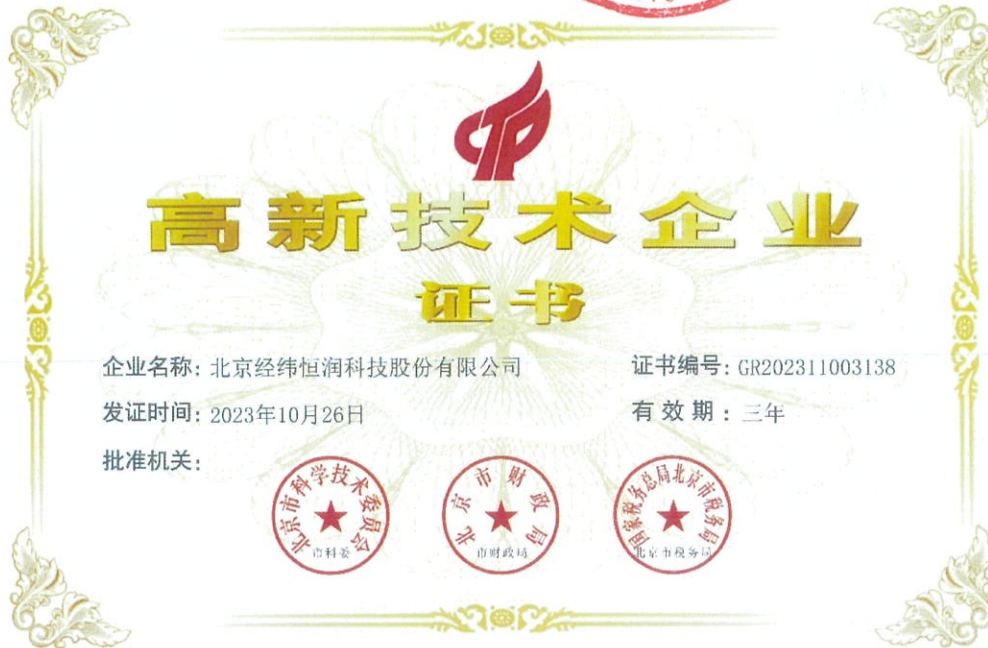 高新技术企业
证书
企业名称：北京经纬恒润科技股份有限公司 证书编号：GR202311003138
发证时间：2023年10月26日 有效期：三年
批准机关：
北京市科学技术委员会 北京市财政局 国家税务总局北京市税务局
市科委 市财政局 北京市税务局